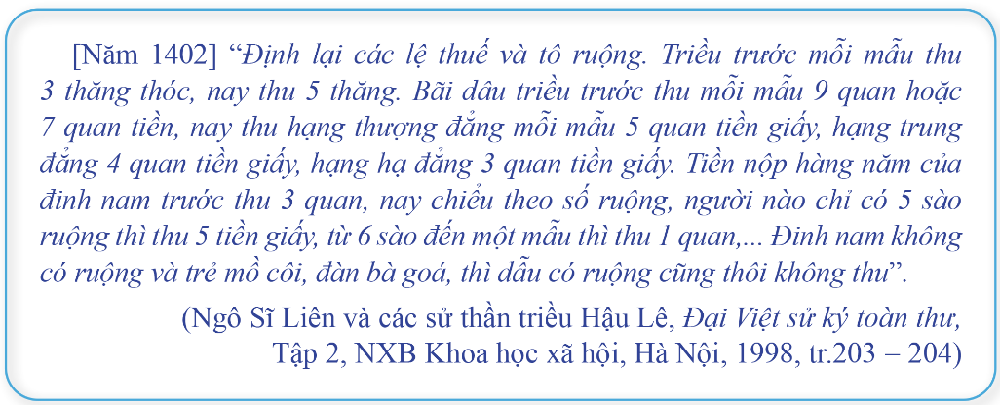 [Năm 1402] “Định lại các lệ thuế và tô ruộng. Triều trước mỗi mẫu thu
3 thăng thóc, nay thu 5 thăng. Bãi dâu triều trước thu mỗi mẫu 9 quan hoặc
7 quan tiền, nay thu hạng thượng đẳng mỗi mẫu 5 quan tiền giấy, hạng trung
đẳng 4 quan tiền giấy, hạng hạ đẳng 3 quan tiền giấy. Tiền nộp hàng năm của
đinh nam trước thu 3 quan, nay chiểu theo số ruộng, người nào chỉ có 5 sào
ruộng thì thu 5 tiền giấy, từ 6 sào đến một mẫu thì thu 1 quan,... Đinh nam không
có ruộng và trẻ mồ côi, đàn bà goá, thì dẫu có ruộng cũng thôi không thu”.
(Ngô Sĩ Liên và các sử thần triều Hậu Lê, Đại Việt sử ký toàn thư,
Tập 2, NXB Khoa học xã hội, Hà Nội, 1998, tr.203 – 204)